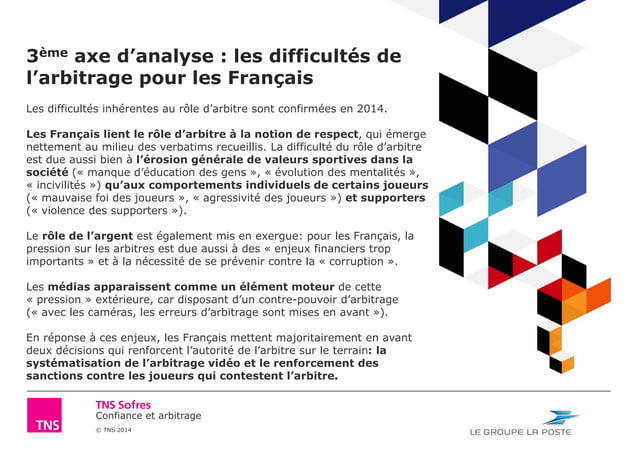 3ème axe d’analyse : les difficultés de
l’arbitrage pour les Français
Les difficultés inhérentes au rôle d’arbitre sont confirmées en 2014.
Les Français lient le rôle d’arbitre à la notion de respect, qui émerge
nettement au milieu des verbatims recueillis. La difficulté du rôle d’arbitre
est due aussi bien à l’érosion générale de valeurs sportives dans la
société (« manque d’éducation des gens », « évolution des mentalités »,
« incivilités ») qu’aux comportements individuels de certains joueurs
(« mauvaise foi des joueurs », « agressivité des joueurs ») et supporters
(« violence des supporters »).
Le rôle de l’argent est également mis en exergue: pour les Français, la
pression sur les arbitres est due aussi à des « enjeux financiers trop
importants » et à la nécessité de se prévenir contre la « corruption ».
Les médias apparaissent comme un élément moteur de cette
« pression » extérieure, car disposant d’un contre-pouvoir d’arbitrage
(« avec les caméras, les erreurs d’arbitrage sont mises en avant »).
En réponse à ces enjeux, les Français mettent majoritairement en avant
deux décisions qui renforcent l’autorité de l’arbitre sur le terrain: la
systématisation de l’arbitrage vidéo et le renforcement des
sanctions contre les joueurs qui contestent l’arbitre.
TNS
TNS Sofres
Confiance et arbitrage
© TNS 2014
LE GROUPE LA POSTE